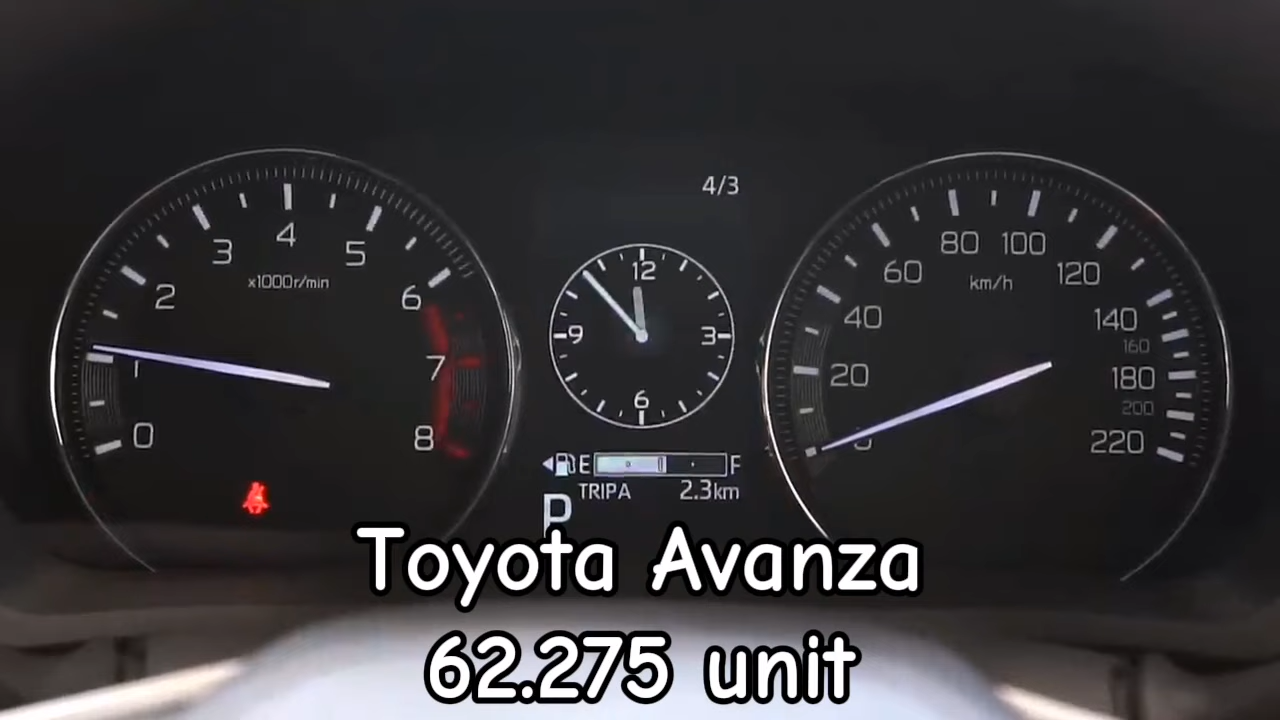 4/3
0 1 2 3 4 5 6 7 8
x1000r/min
12
9 3
6
0 20 40 60 80 100 120 140 160 180 200 220
km/h
E F
TRIPA 2.3km
P
Toyota Avanza
62.275 unit